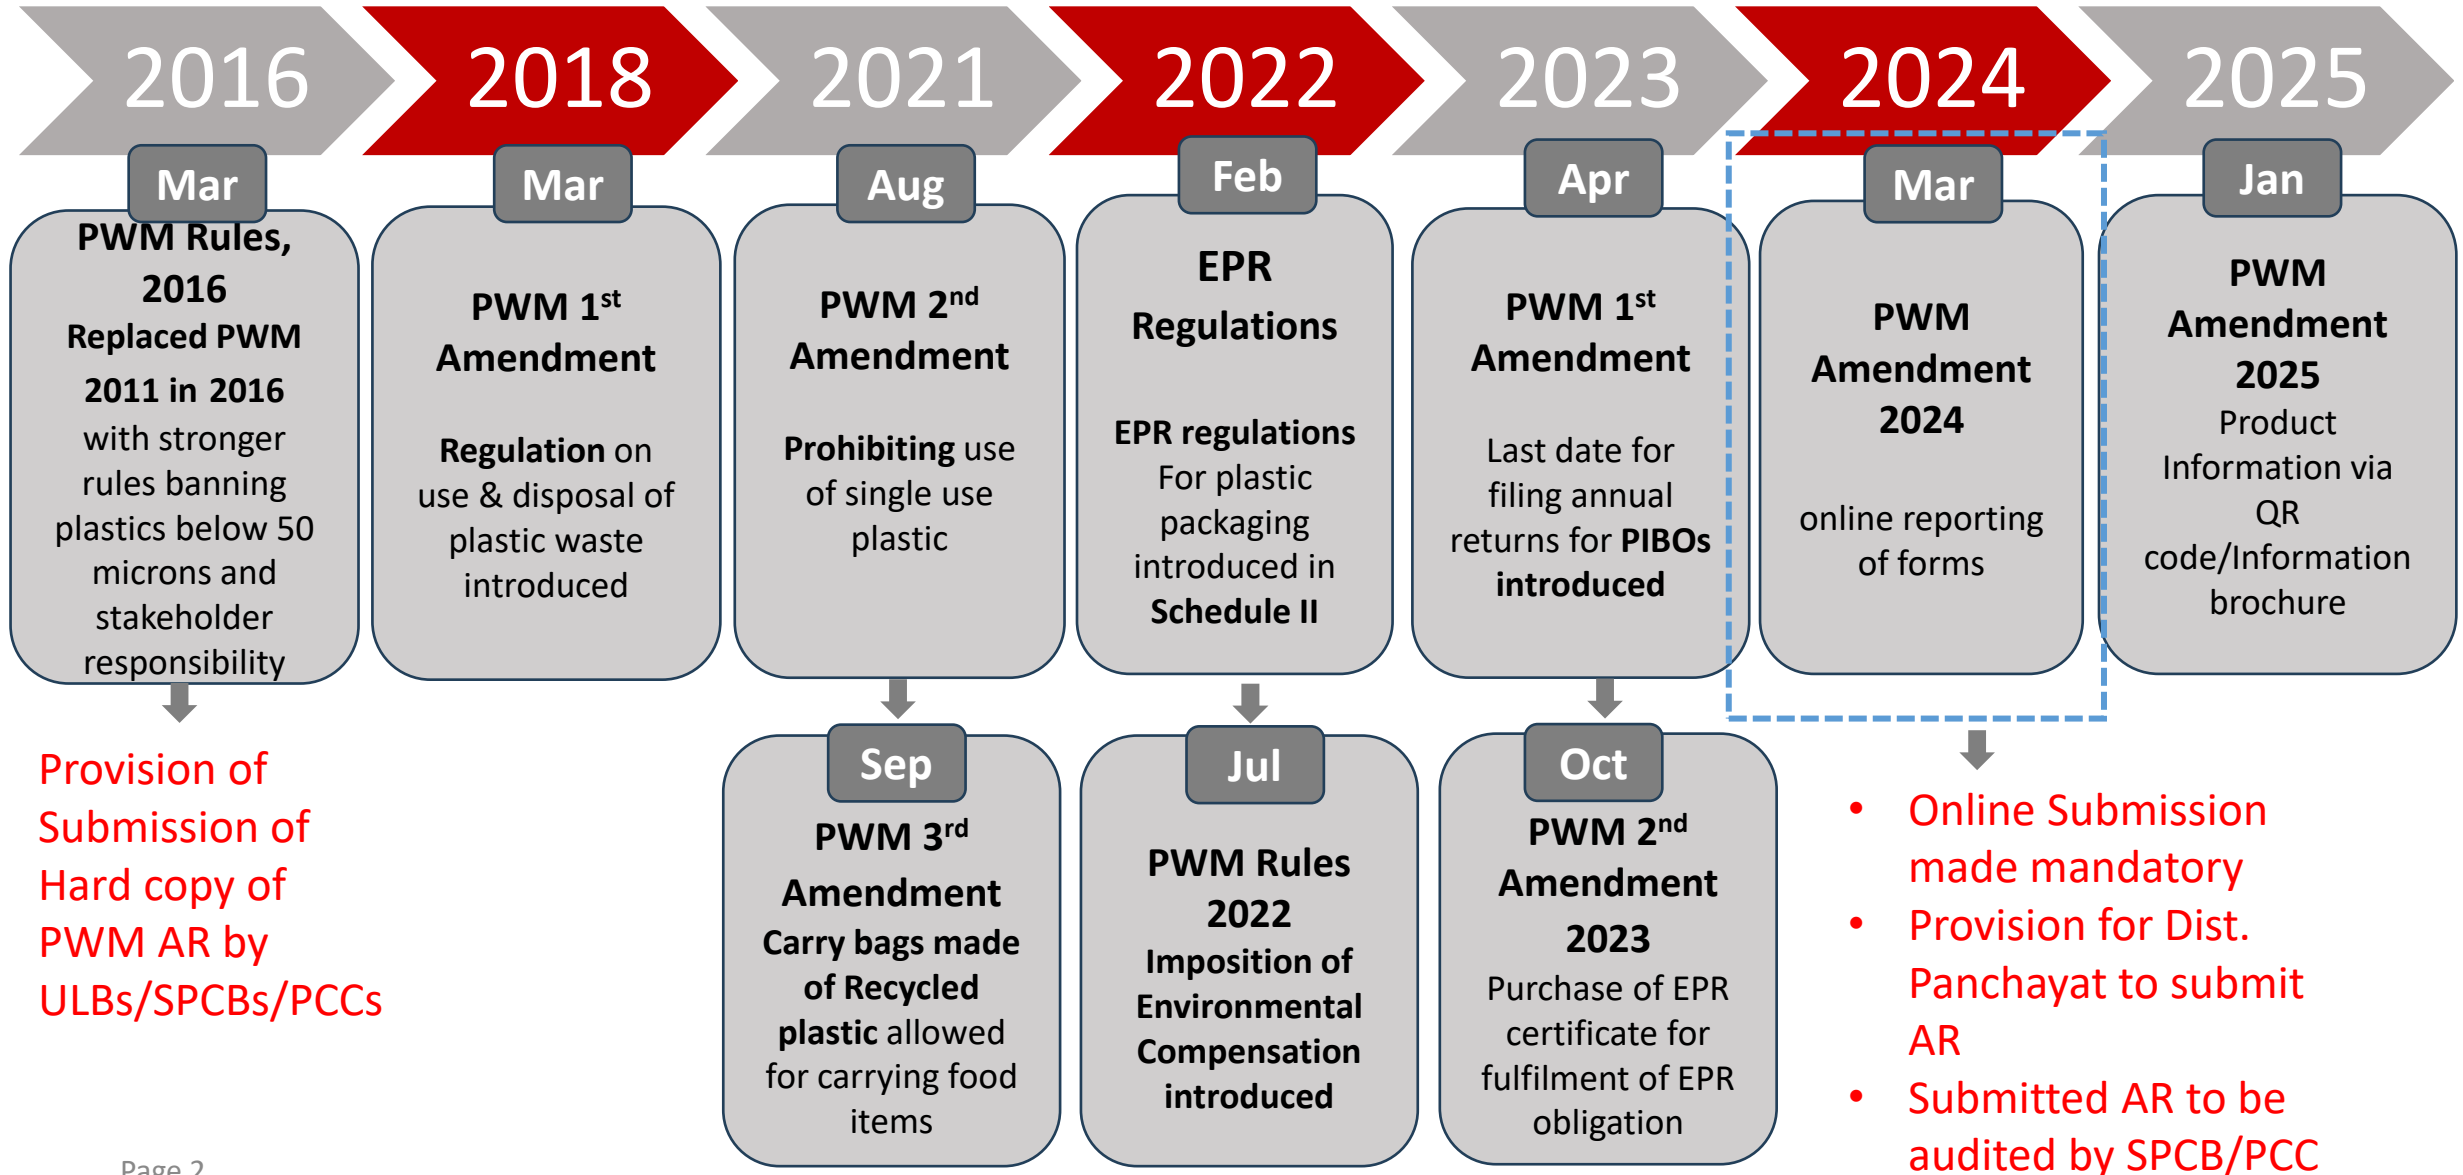 2016
2018
2021
2022
2023
2024
2025
Mar
PWM Rules,
2016
Replaced PWM
2011 in 2016
with stronger
rules banning
plastics below 50
microns and
stakeholder
responsibility
Provision of
Submission of
Hard copy of
PWM AR by
ULBs/SPCBs/PCCs
Mar
PWM 1st
Amendment
Regulation on
use & disposal of
plastic waste
introduced
Aug
PWM 2nd
Amendment
Prohibiting use
of single use
plastic
Sep
PWM 3rd
Amendment
Carry bags made
of Recycled
plastic allowed
for carrying food
items
Feb
EPR
Regulations
EPR regulations
For plastic
packaging
introduced in
Schedule II
Jul
PWM Rules
2022
Imposition of
Environmental
Compensation
introduced
Apr
PWM 1st
Amendment
Last date for
filing annual
returns for PIBOs
introduced
Oct
PWM 2nd
Amendment
2023
Purchase of EPR
certificate for
fulfilment of EPR
obligation
Mar
PWM
Amendment
2024
online reporting
of forms
• Online Submission
made mandatory
• Provision for Dist.
Panchayat to submit
AR
• Submitted AR to be
audited by SPCB/PCC
Jan
PWM
Amendment
2025
Product
Information via
QR
code/Information
brochure
Page 2